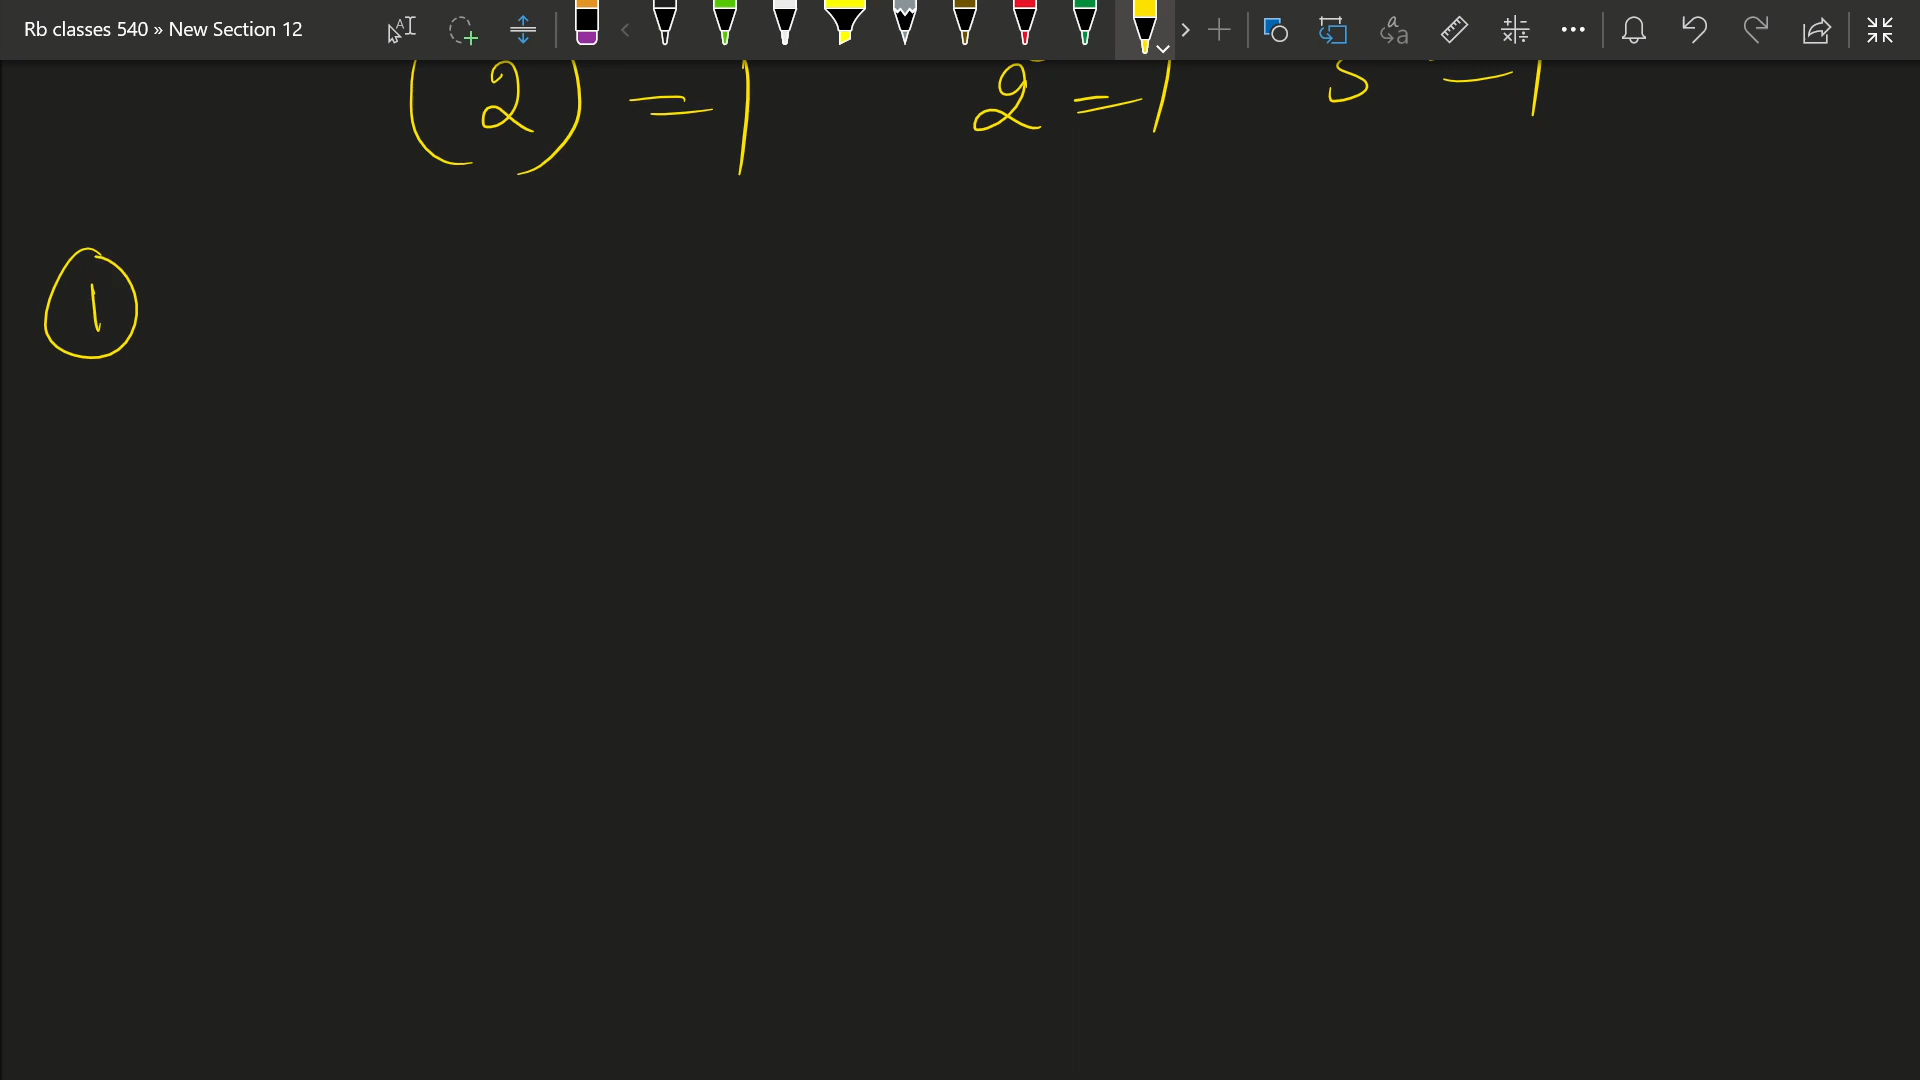 Rb classes 540 » New Section 12
(2) = 1 2 = 1 5 = 1
1